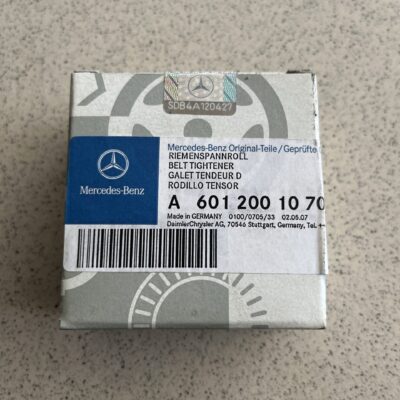 SDB4A120427
Mercedes-Benz Original-Teile/Geprüfte
RIEMENSPANNROLL
BELT TIGHTENER
GALET TENDEUR D
RODILLO TENSOR
Mercedes-Benz
A 601 200 10 70
Made in GERMANY 0100/0705/33 02.05.07
DaimlerChrysler AG, 70546 Stuttgart, Germany, Tel.